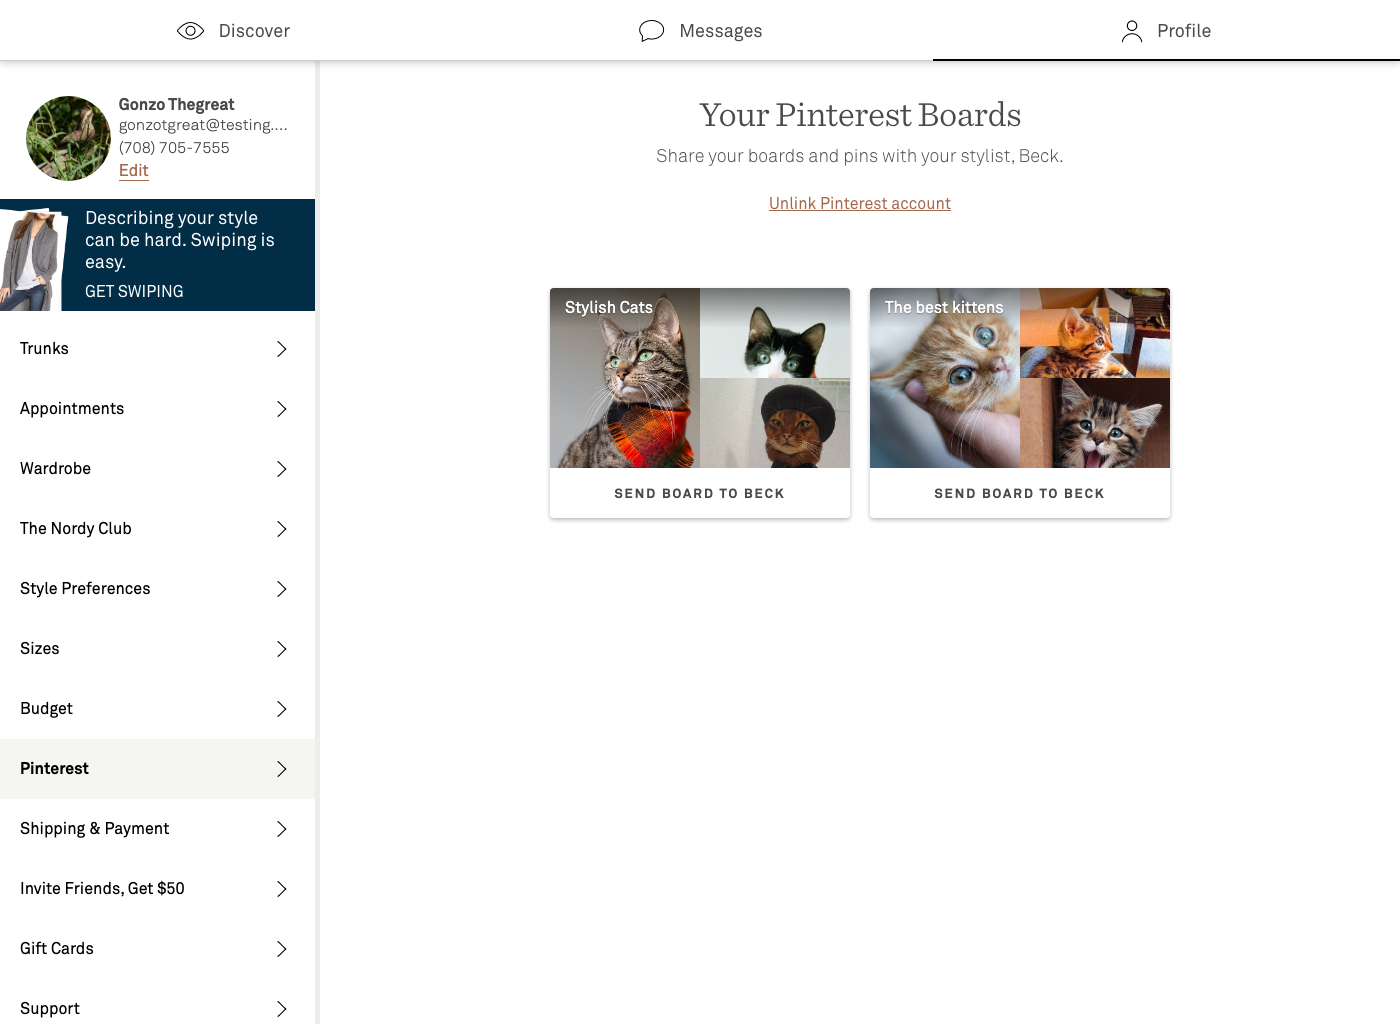 Discover
Messages
Profile
Gonzo Thegreat
gonzotgreat@testing....
(708) 705-7555
Edit
Describing your style
can be hard. Swiping is
easy.
GET SWIPING
Trunks
Appointments
Wardrobe
The Nordy Club
Style Preferences
Sizes
Budget
Pinterest
Shipping & Payment
Invite Friends, Get $50
Gift Cards
Support
Your Pinterest Boards
Share your boards and pins with your stylist, Beck.
Unlink Pinterest account
Stylish Cats
SEND BOARD TO BECK
The best kittens
SEND BOARD TO BECK